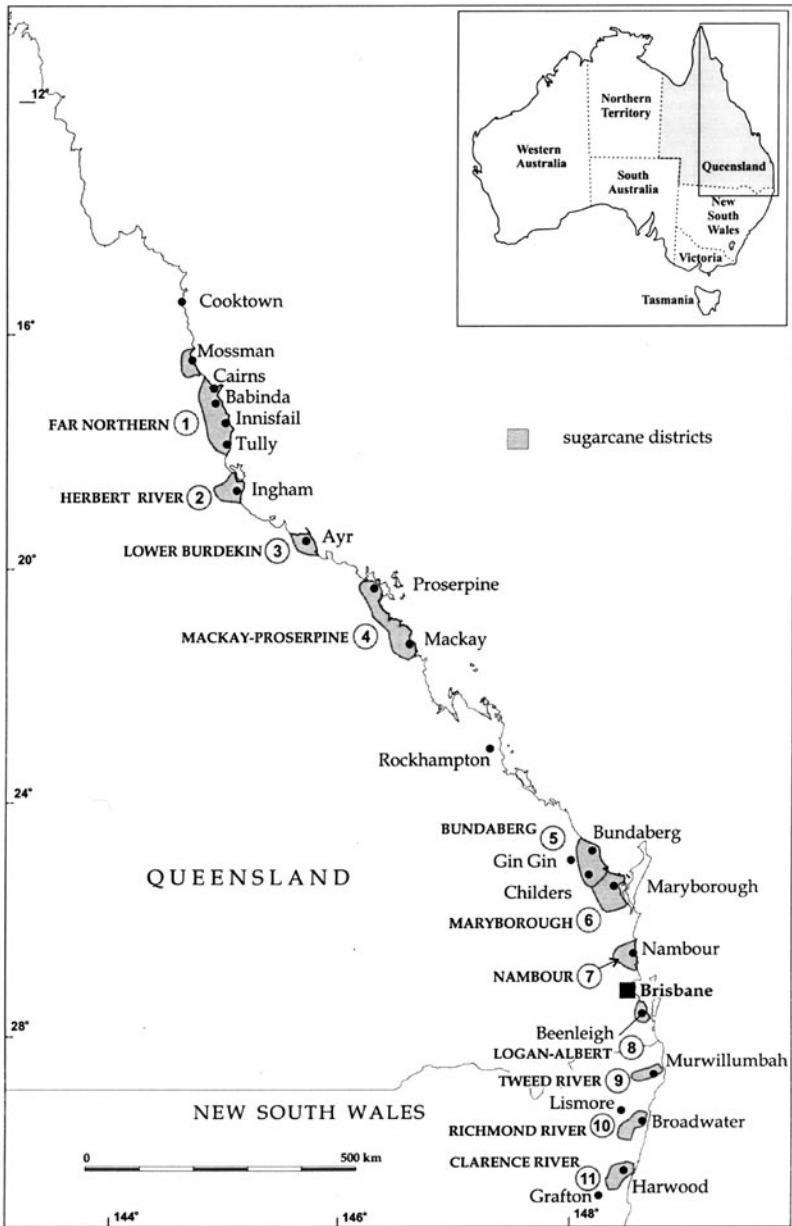 12°
Northern
Territory
Western
Australia
Queensland
South
Australia
New
South
Wales
Victoria
Tasmania
Cooktown
16°
Mossman
Cairns
Babinda
FAR NORTHERN 1
Innisfail
Tully
sugarcane districts
HERBERT RIVER 2
Ingham
LOWER BURDEKIN 3
Ayr
20°
Proserpine
MACKAY-PROSERPINE 4
Mackay
Rockhampton
24°
BUNDABERG 5
Bundaberg
Gin Gin
QUEENSLAND
Childers
Maryborough
MARYBOROUGH 6
Nambour
NAMBOUR 7
Brisbane
Beenleigh
28°
LOGAN-ALBERT 8
Murwillumbah
TWEED RIVER 9
NEW SOUTH WALES
Lismore
RICHMOND RIVER 10
Broadwater
0 500 km
CLARENCE RIVER 11
Harwood
Grafton
144° 146° 148°